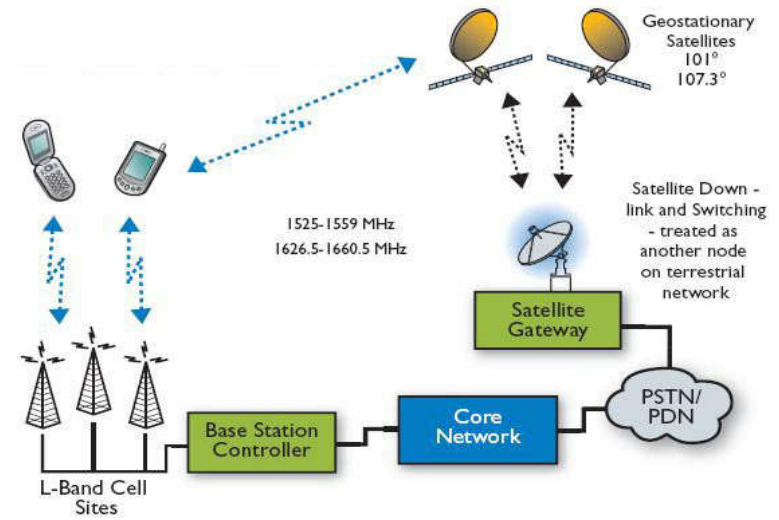 Geostationary
Satellites
101°
107.3°
1525-1559 MHz
1626.5-1660.5 MHz
Satellite Down -
link and Switching
- treated as
another node
on terrestrial
network
Satellite
Gateway
PSTN/
PDN
Core
Network
Base Station
Controller
L-Band Cell
Sites